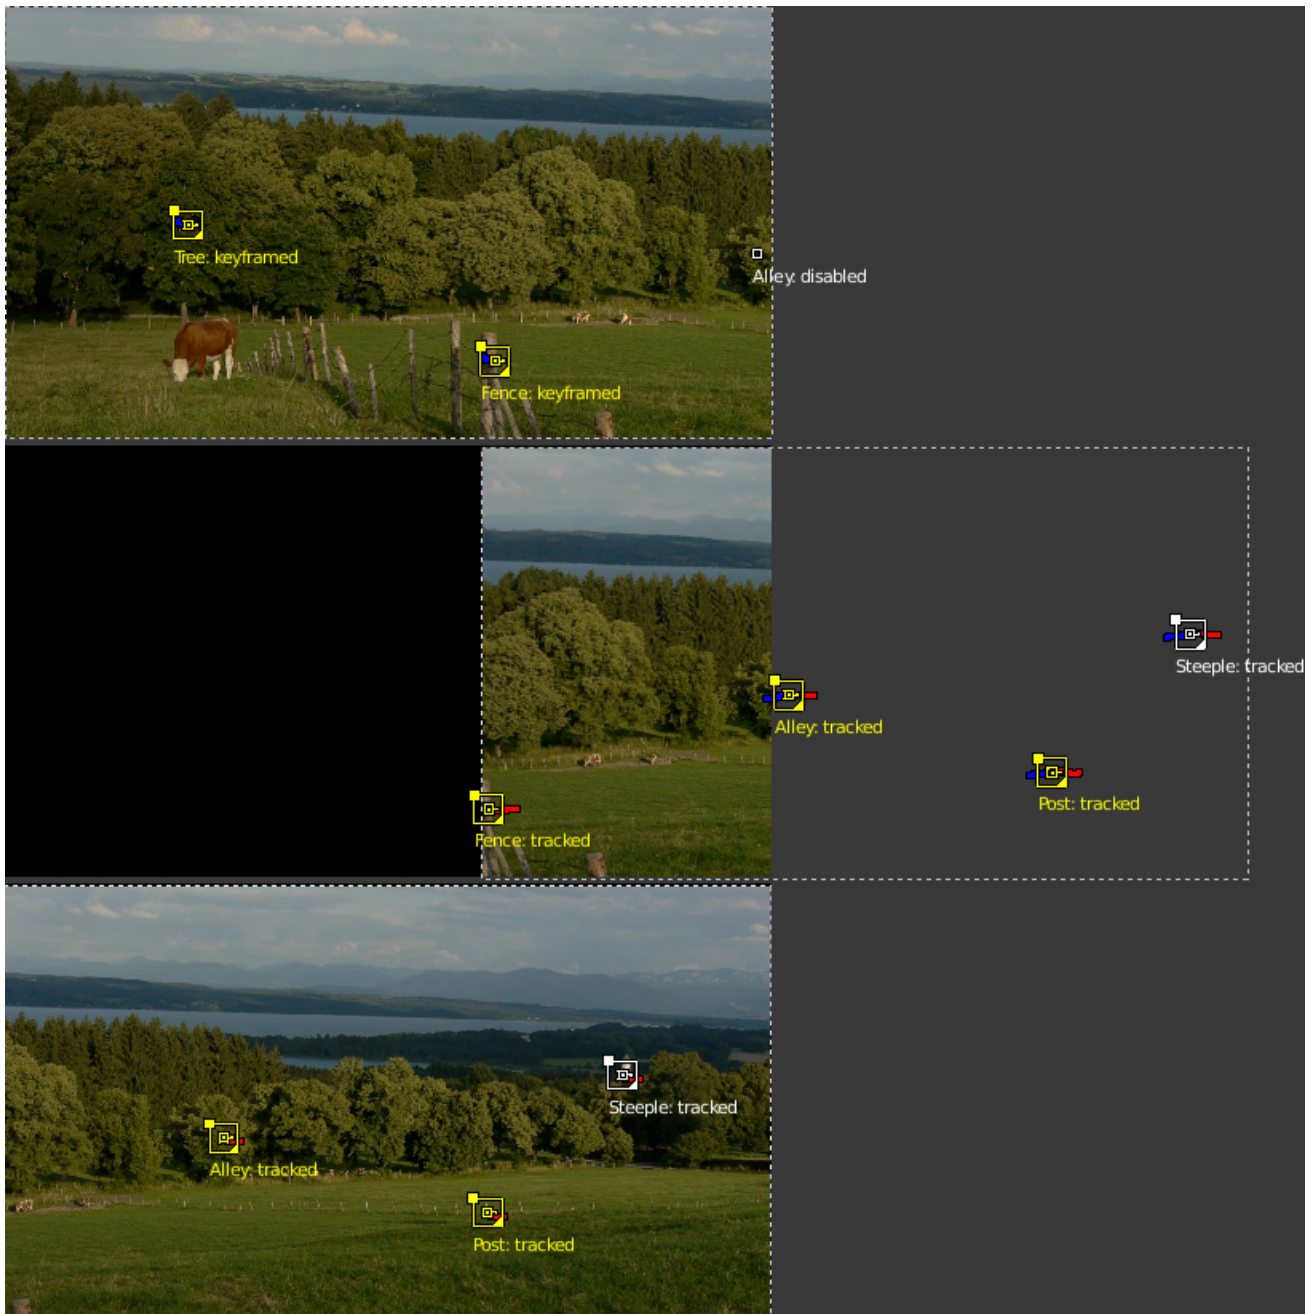 Tree: keyframed
Alley: disabled
Fence: keyframed
Steeple: tracked
Alley: tracked
Post: tracked
Fence: tracked
Steeple: tracked
Alley: tracked
Post: tracked